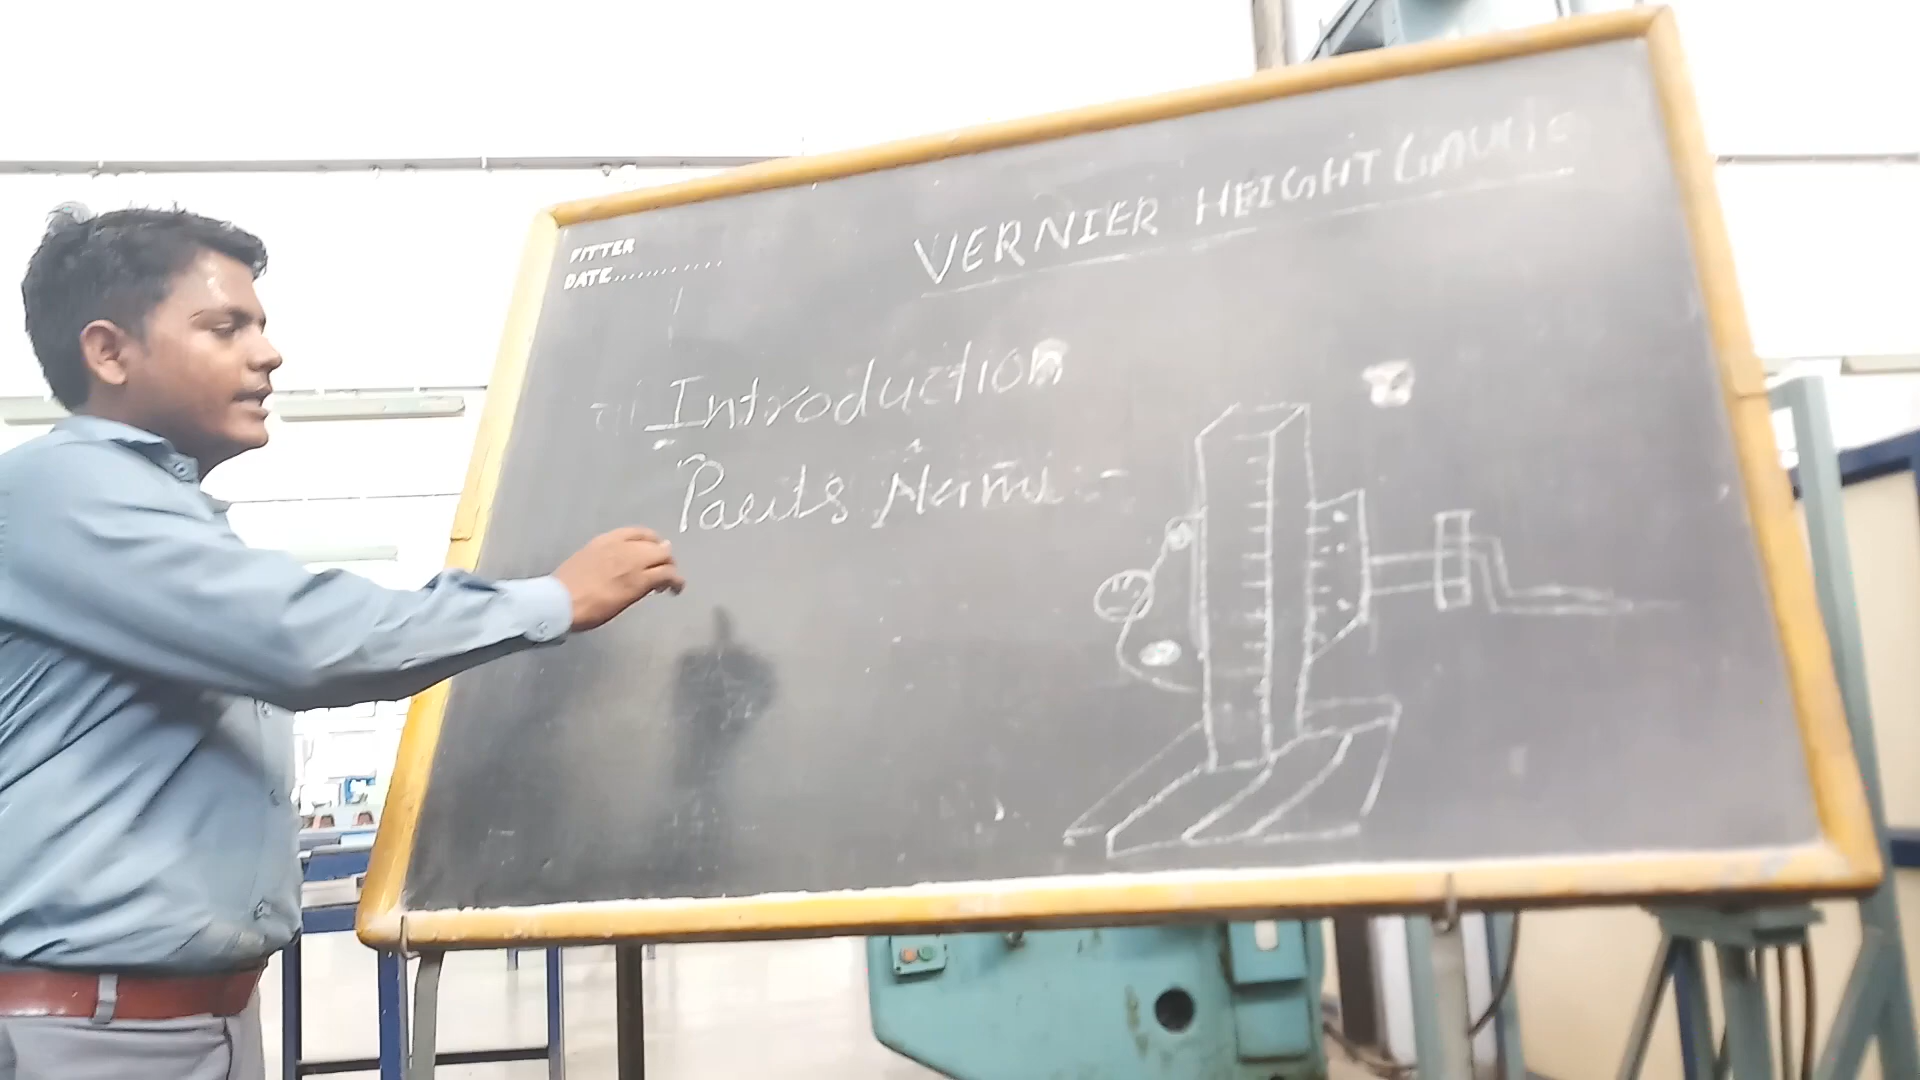 VERNIER HEIGHT GAUGE
FITTER
DATE............
Introduction
Parts Name